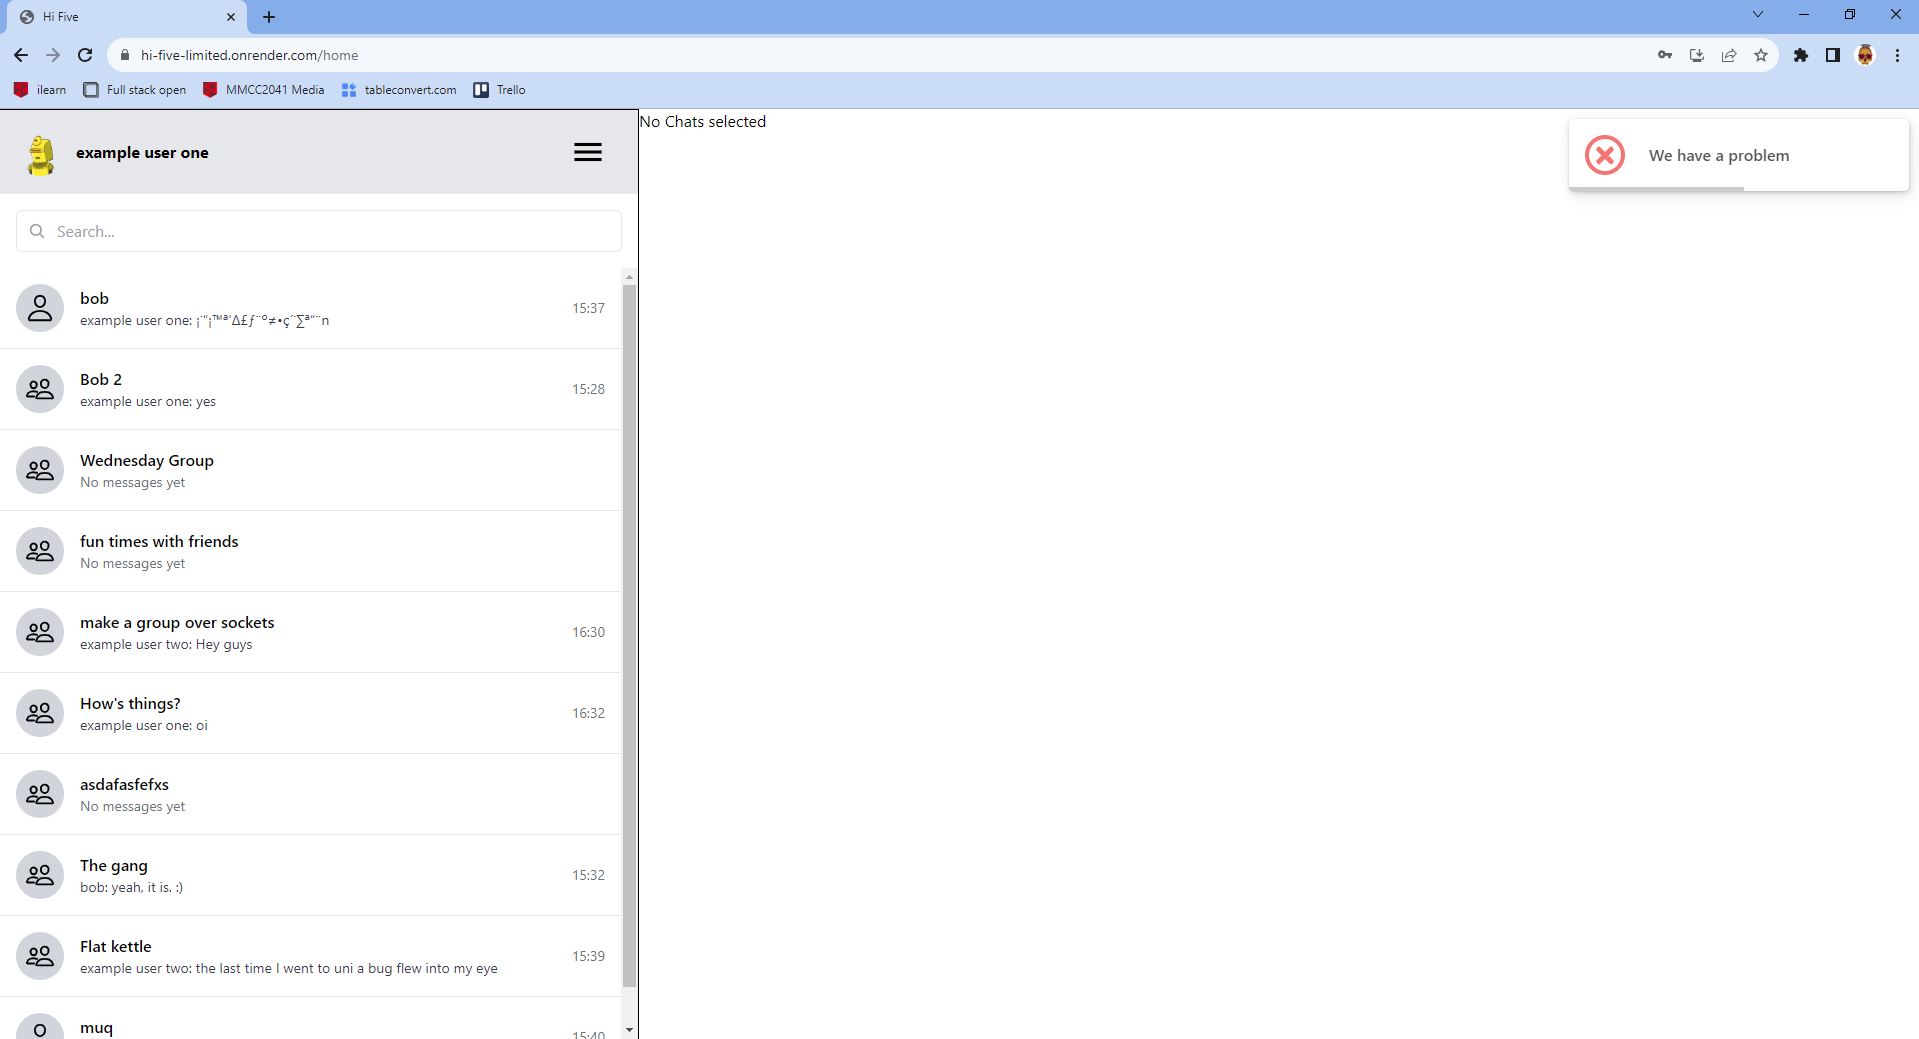 Hi Five
hi-five-limited.onrender.com/home
ilearn
Full stack open
MMCC2041 Media
tableconvert.com
Trello
example user one
No Chats selected
We have a problem
Search...
bob
15:37
example user one:
Bob 2
15:28
example user one: yes
Wednesday Group
No messages yet
fun times with friends
No messages yet
make a group over sockets
16:30
example user two: Hey guys
How's things?
16:32
example user one: oi
asdafasfefxs
No messages yet
The gang
15:32
bob: yeah, it is. :)
Flat kettle
15:39
example user two: the last time I went to uni a bug flew into my eye
muq
15:40